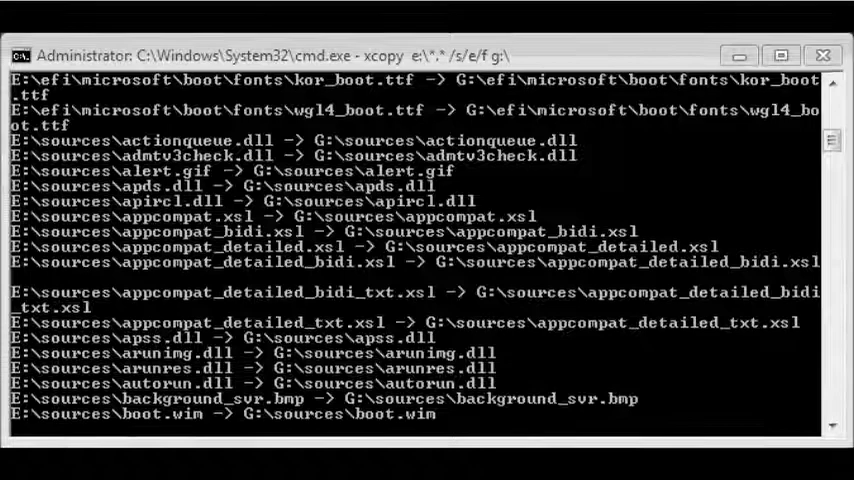 Administrator: C:\Windows\System32\cmd.exe - xcopy  e:\*.* /s/e/f g:\
E:\efi\microsoft\boot\fonts\kor_boot.ttf -> G:\efi\microsoft\boot\fonts\kor_boot
.ttf
E:\efi\microsoft\boot\fonts\wgl4_boot.ttf -> G:\efi\microsoft\boot\fonts\wgl4_bo
ot.ttf
E:\sources\actionqueue.dll -> G:\sources\actionqueue.dll
E:\sources\admtv3check.dll -> G:\sources\admtv3check.dll
E:\sources\alert.gif -> G:\sources\alert.gif
E:\sources\apds.dll -> G:\sources\apds.dll
E:\sources\apircl.dll -> G:\sources\apircl.dll
E:\sources\appcompat.xsl -> G:\sources\appcompat.xsl
E:\sources\appcompat_bidi.xsl -> G:\sources\appcompat_bidi.xsl
E:\sources\appcompat_detailed.xsl -> G:\sources\appcompat_detailed.xsl
E:\sources\appcompat_detailed_bidi.xsl -> G:\sources\appcompat_detailed_bidi.xsl
E:\sources\appcompat_detailed_bidi_txt.xsl -> G:\sources\appcompat_detailed_bidi
_txt.xsl
E:\sources\appcompat_detailed_txt.xsl -> G:\sources\appcompat_detailed_txt.xsl
E:\sources\apss.dll -> G:\sources\apss.dll
E:\sources\arunimg.dll -> G:\sources\arunimg.dll
E:\sources\arunres.dll -> G:\sources\arunres.dll
E:\sources\autorun.dll -> G:\sources\autorun.dll
E:\sources\background_svr.bmp -> G:\sources\background_svr.bmp
E:\sources\boot.wim -> G:\sources\boot.wim